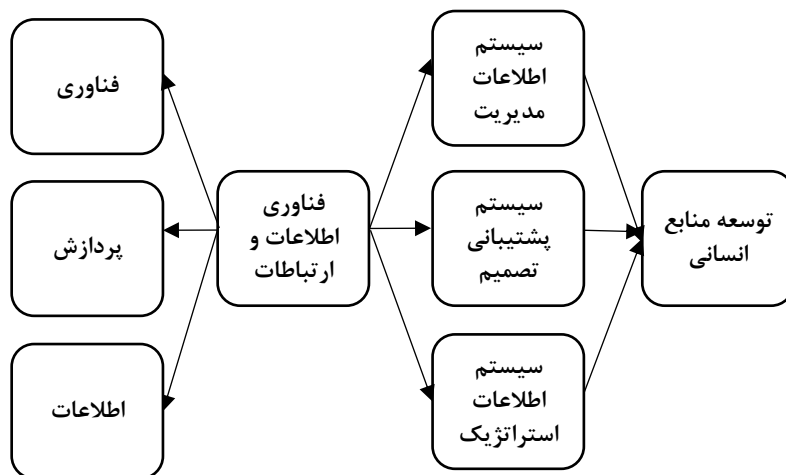 سیستم
اطلاعات
مدیریت
فناوری
توسعه منابع
انسانی
سیستم
پشتیبانی
تصمیم
فناوری
اطلاعات و
ارتباطات
پردازش
سیستم
اطلاعات
استراتژیک
اطلاعات